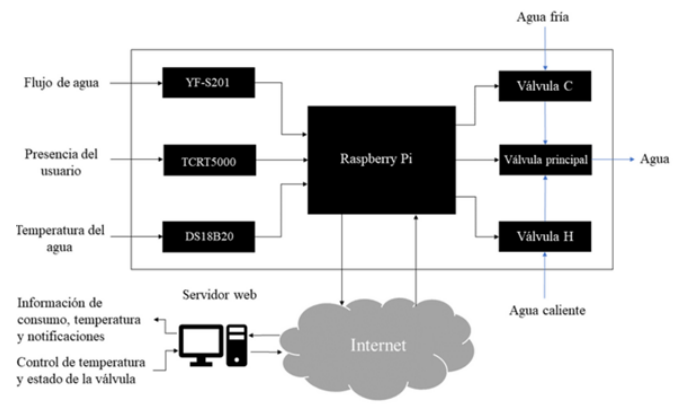 Agua fría
Flujo de agua
YF-S201
Válvula C
Presencia del
usuario
TCRT5000
Raspberry Pi
Válvula principal
Agua
Temperatura del
agua
DS18B20
Válvula H
Agua caliente
Servidor web
Información de
consumo, temperatura
y notificaciones
Control de temperatura
y estado de la válvula
Internet